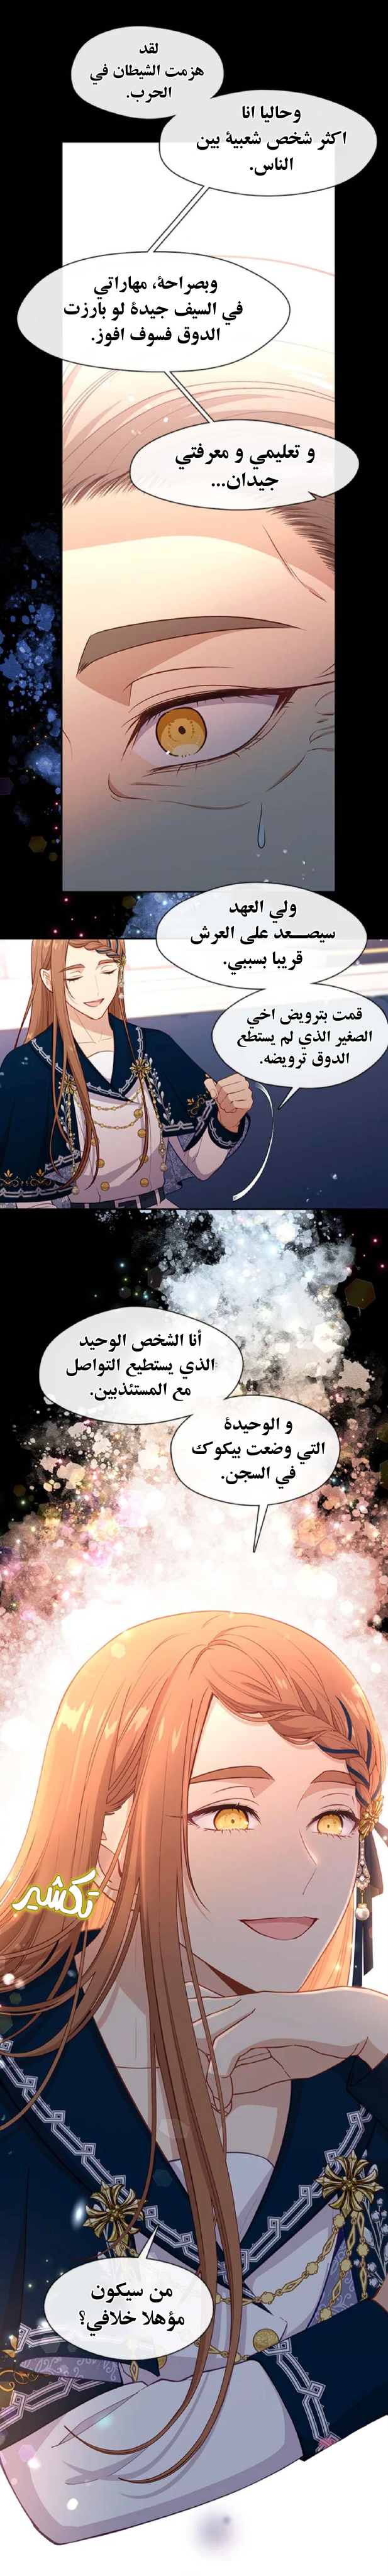 لقد
هزمت الشيطان في
الحرب.
وحاليا انا
اكثر شخص شعبية بين
الناس.
وبصراحة، مهاراتي
في السيف جيدة لو بارزت
الدوق فسوف افوز.
و تعليمي و معرفتي
جيدان...
ولي العهد
سيصـــعد على العرش
قريبا بسببي.
قمت بترويض اخي
الصغير الذي لم يستطع
الدوق ترويضه.
أنا الشخص الوحيد
الذي يستطيع التواصل
مع المستئذبين.
و الوحيدة
التي وضعت بيكوك
في السجن.
تكشير
من سيكون
مؤهلا خلافي؟